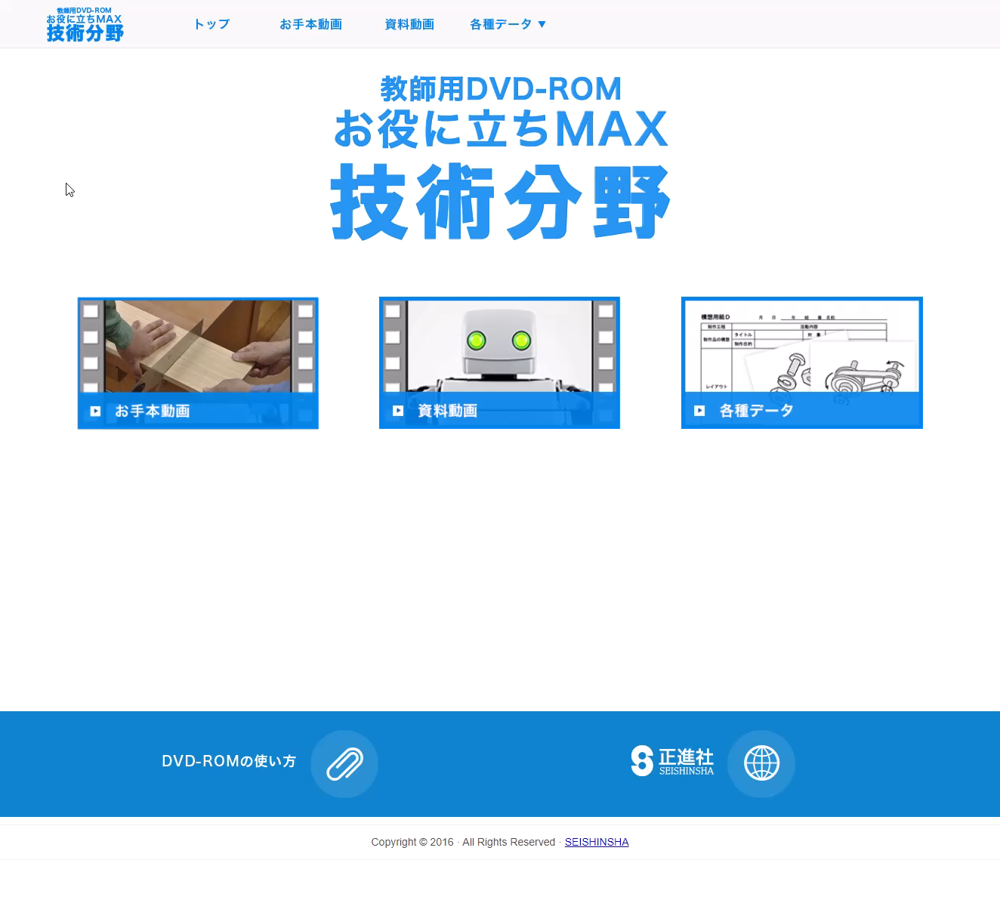 教師用DVD-ROM
お役に立ちMAX
技術分野
トップ お手本動画 資料動画 各種データ ▼
教師用DVD-ROM
お役に立ちMAX
技術分野
構想用紙D 月 日 年 組 番 名前
制作工程 活動内容
制作品の構想 タイトル 対 象
制作目的
レイアウト
お手本動画 資料動画 各種データ
DVD-ROMの使い方
正進社
SEISHINSHA
Copyright © 2016 · All Rights Reserved · SEISHINSHA